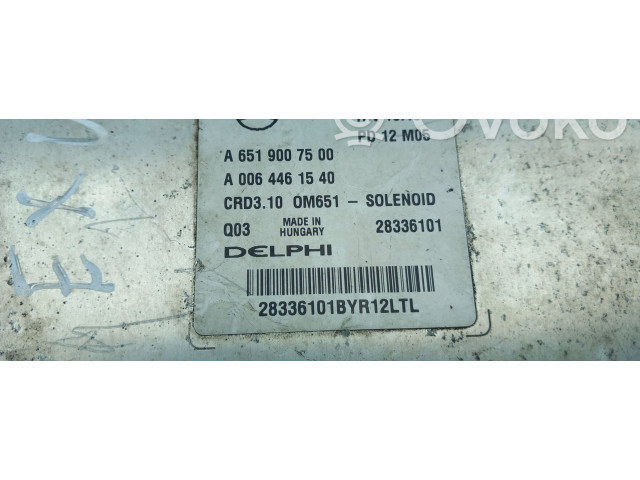 Ovoko
PD 12 M05
A 651 900 75 00
A 006 446 15 40
CRD3.10 OM651 - SOLENOID
Q03 MADE IN HUNGARY 28336101
DELPHI
28336101BYR12LTL